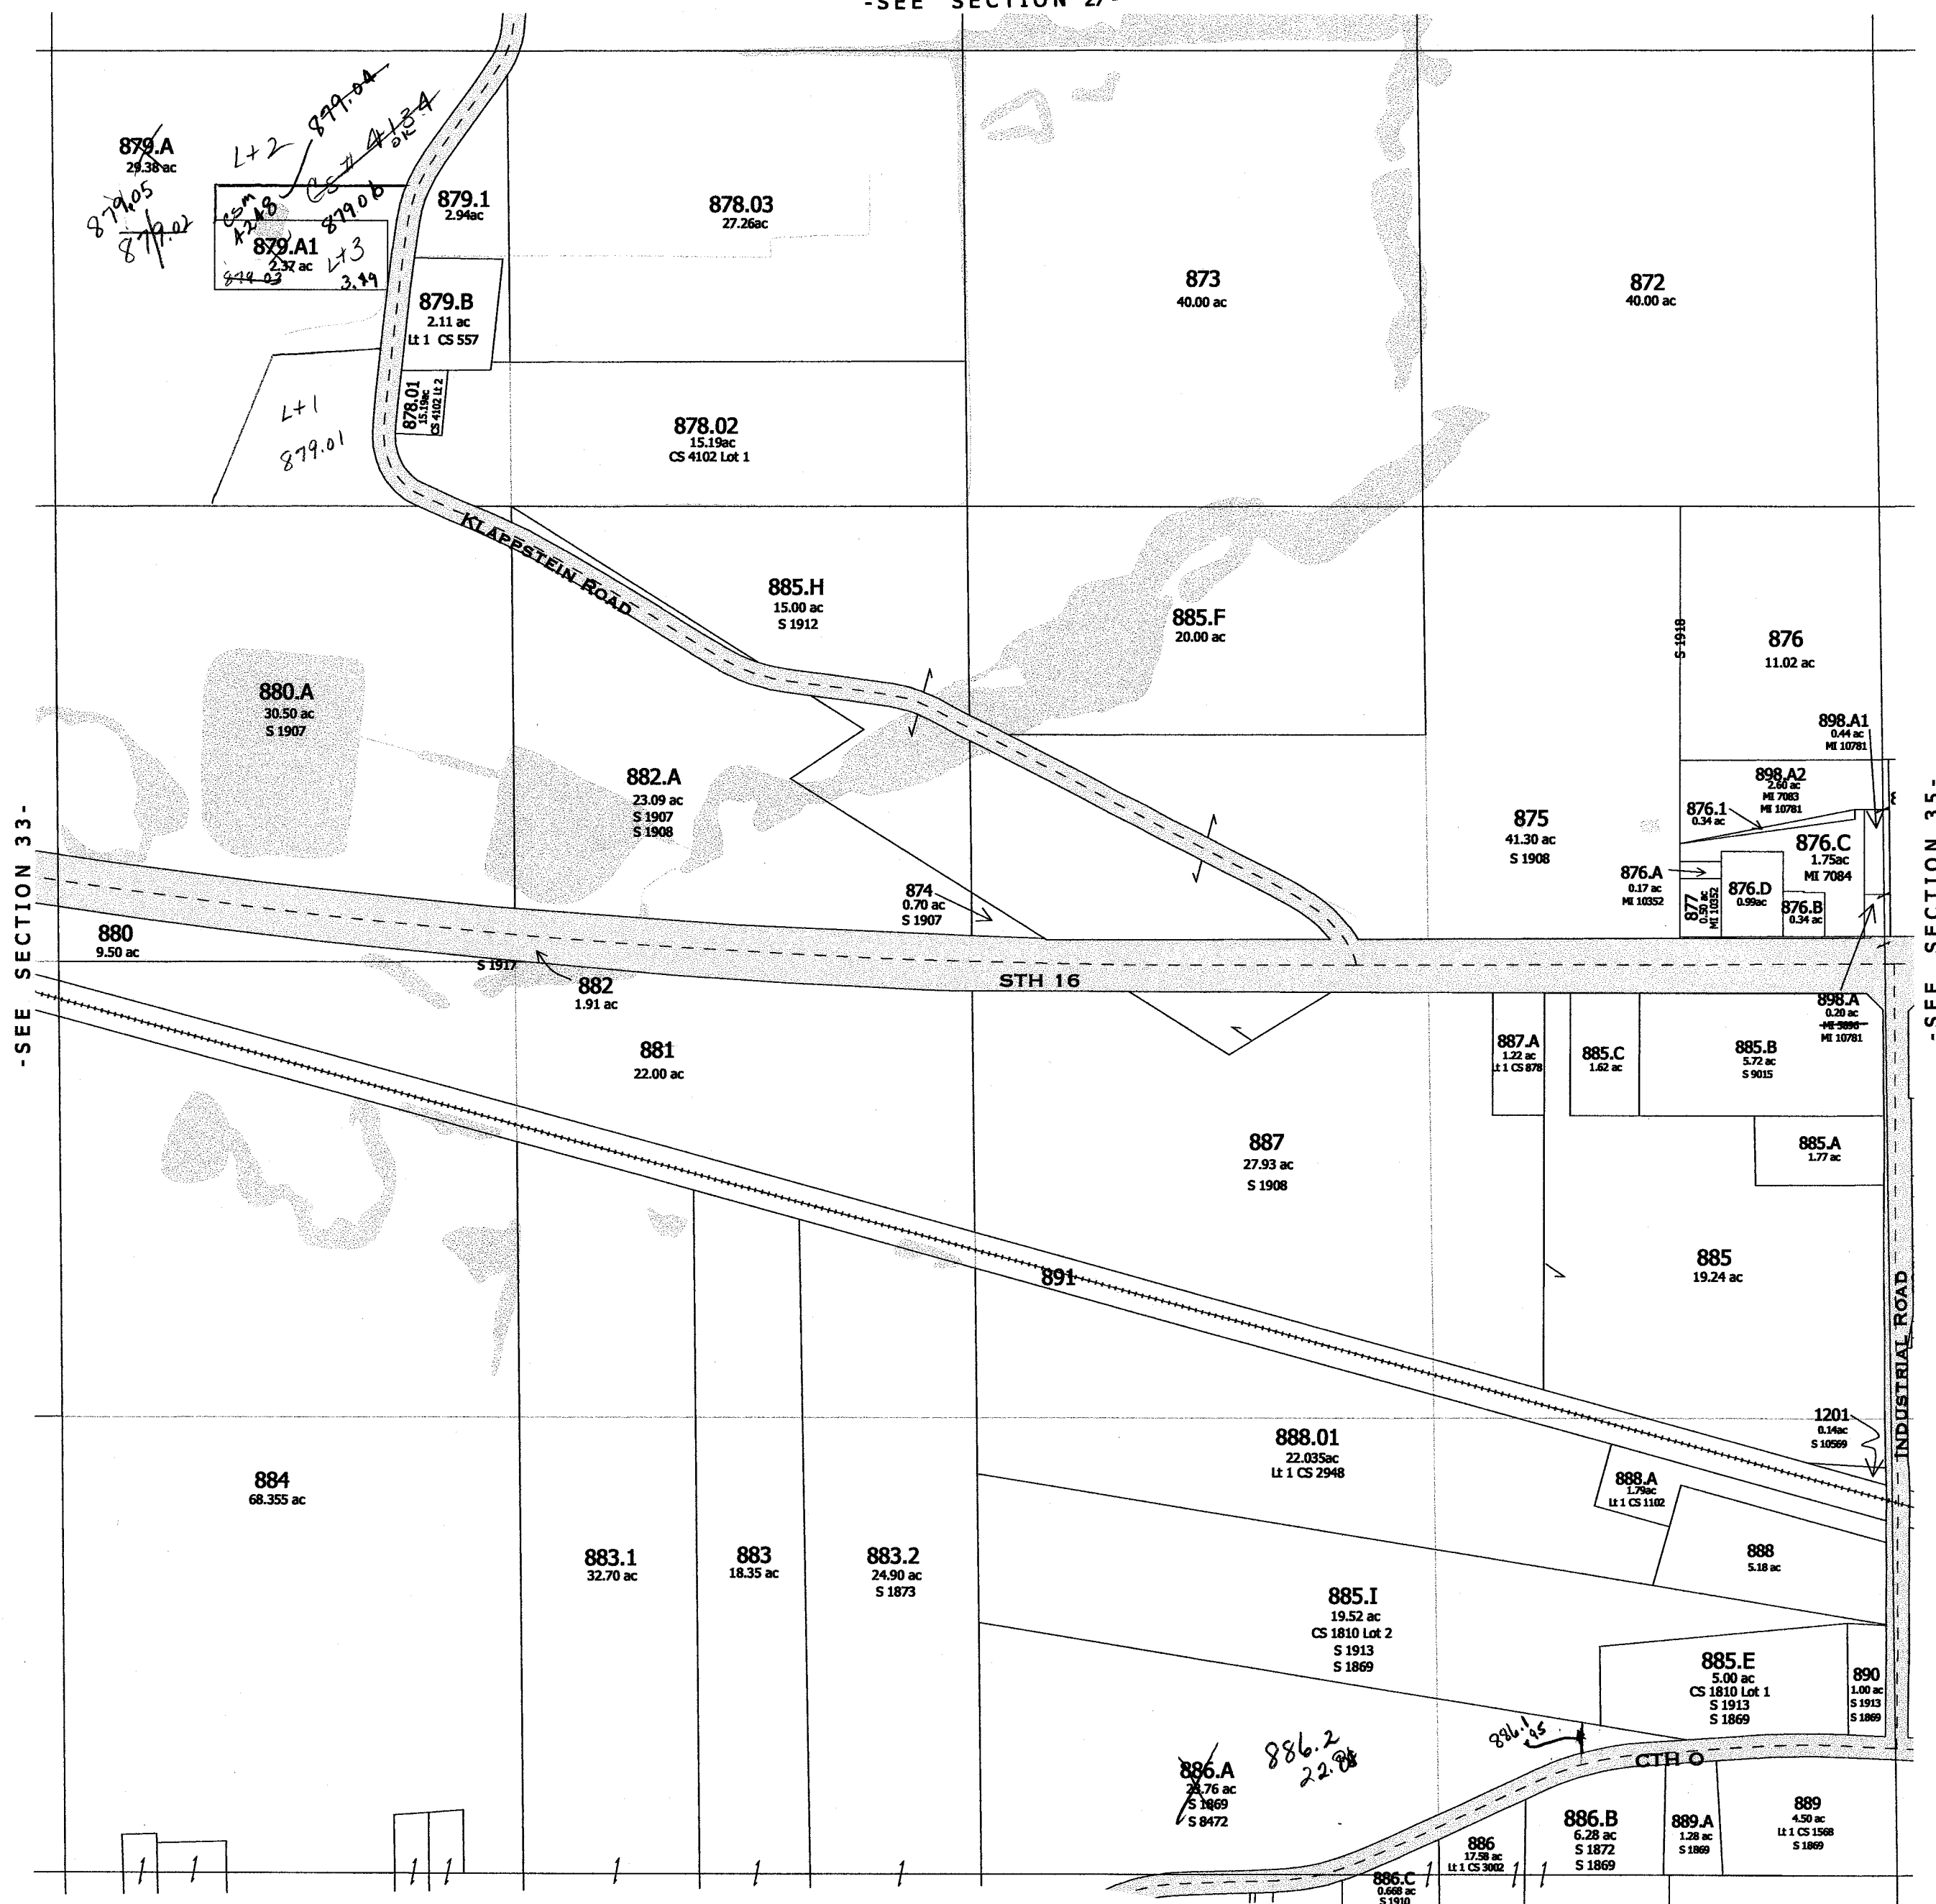 -SEE SECTION 27-
879.A
29.38 ac
879.05
879.02
Lt 2
879.04
CS # 4134
OK
CSM
879.06
879.A1
2.37 ac
879.03
Lt 3
879.1
2.94ac
878.03
27.26ac
873
40.00 ac
872
40.00 ac
879.B
2.11 ac
Lt 1 CS 557
878.01
15.19ac
CS 4102 Lt 2
Lt 1
879.01
878.02
15.19ac
CS 4102 Lot 1
KLAPPSTEIN ROAD
885.H
15.00 ac
S 1912
885.F
20.00 ac
S 1918
876
11.02 ac
880.A
30.50 ac
S 1907
882.A
23.09 ac
S 1907
S 1908
898.A1
0.44 ac
MI 10781
898.A2
2.60 ac
MI 7083
MI 10781
876.1
0.34 ac
875
41.30 ac
S 1908
876.C
1.75ac
MI 7084
876.A
0.17 ac
MI 10352
877
0.50 ac
MI 10352
876.D
0.99ac
876.B
0.34 ac
-SEE SECTION 33-
-SEE SECTION 35-
874
0.70 ac
S 1907
880
9.50 ac
S 1917
882
1.91 ac
STH 16
898.A
0.20 ac
MI 5896
MI 10781
881
22.00 ac
887.A
1.22 ac
Lt 1 CS 878
885.C
1.62 ac
885.B
5.72 ac
S 9015
887
27.93 ac
S 1908
885.A
1.77 ac
885
19.24 ac
891
INDUSTRIAL ROAD
1201
0.14ac
S 10569
888.01
22.035ac
Lt 1 CS 2948
884
68.355 ac
888.A
1.79ac
Lt 1 CS 1102
883.1
32.70 ac
883
18.35 ac
883.2
24.90 ac
S 1873
888
5.18 ac
885.I
19.52 ac
CS 1810 Lot 2
S 1913
S 1869
885.E
5.00 ac
CS 1810 Lot 1
S 1913
S 1869
890
1.00 ac
S 1913
S 1869
886.1
.95
886.2
886.A
23.76 ac
S 1869
S 8472
CTH O
886
17.58 ac
Lt 1 CS 3002
886.B
6.28 ac
S 1872
S 1869
889.A
1.28 ac
S 1869
889
4.50 ac
Lt 1 CS 1568
S 1869
886.C
0.668 ac
S 1910